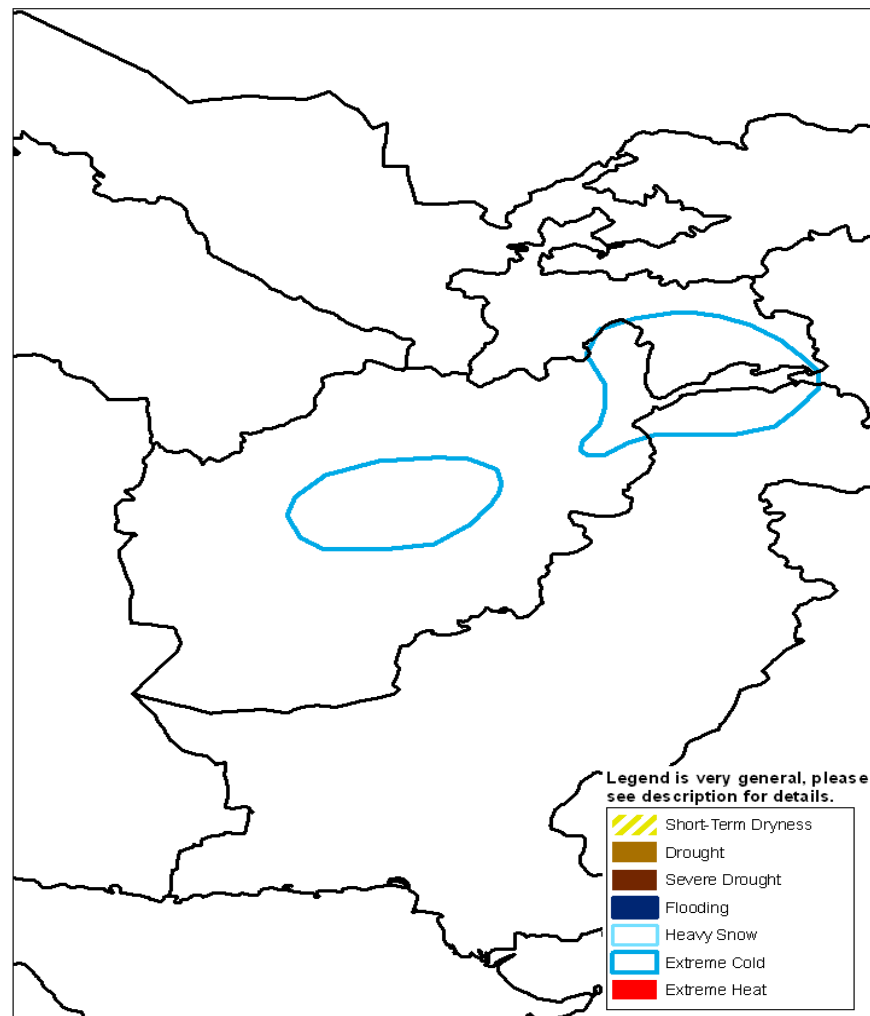 Legend is very general, please
see description for details.
Short-Term Dryness
Drought
Severe Drought
Flooding
Heavy Snow
Extreme Cold
Extreme Heat